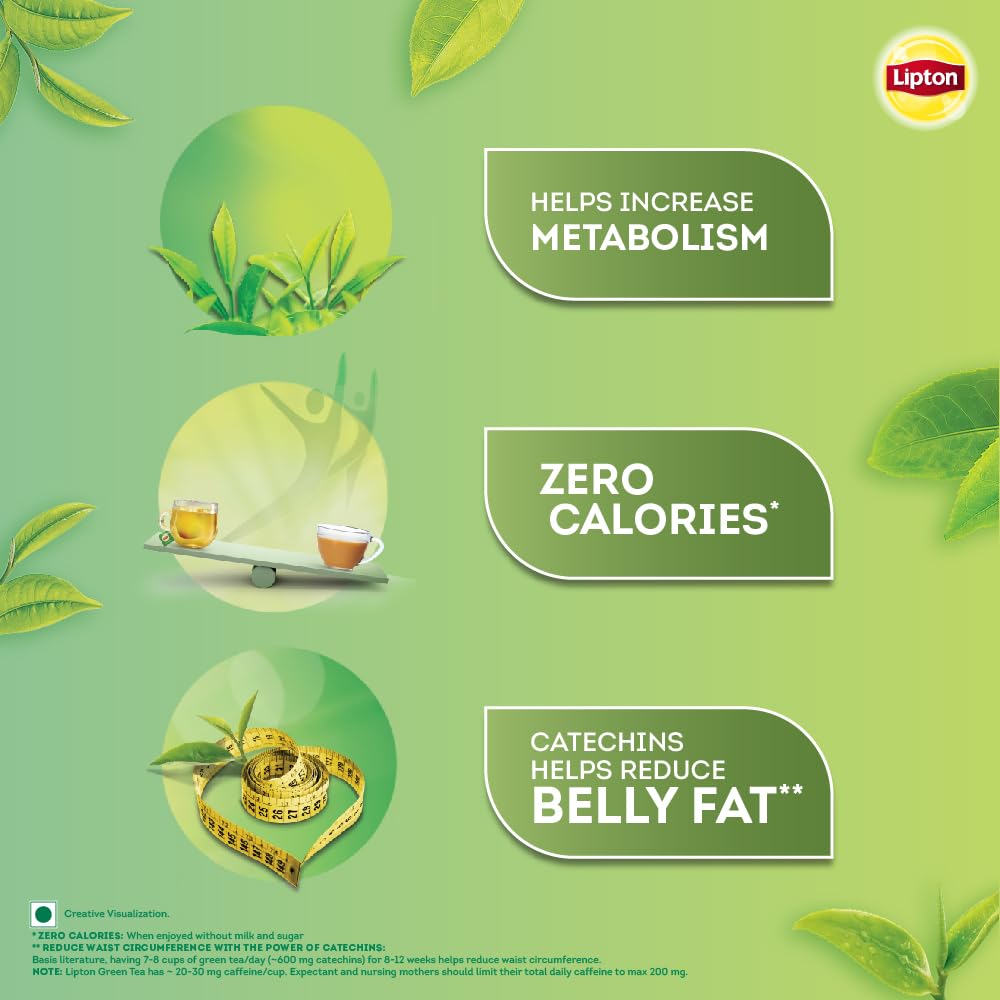 Lipton
HELPS INCREASE
METABOLISM
ZERO
CALORIES*
CATECHINS
HELPS REDUCE
BELLY FAT**
Creative Visualization.
* ZERO CALORIES: When enjoyed without milk and sugar
** REDUCE WAIST CIRCUMFERENCE WITH THE POWER OF CATECHINS:
Basis literature, having 7-8 cups of green tea/day (~600 mg catechins) for 8-12 weeks helps reduce waist circumference.
NOTE: Lipton Green Tea has ~ 20-30 mg caffeine/cup. Expectant and nursing mothers should limit their total daily caffeine to max 200 mg.